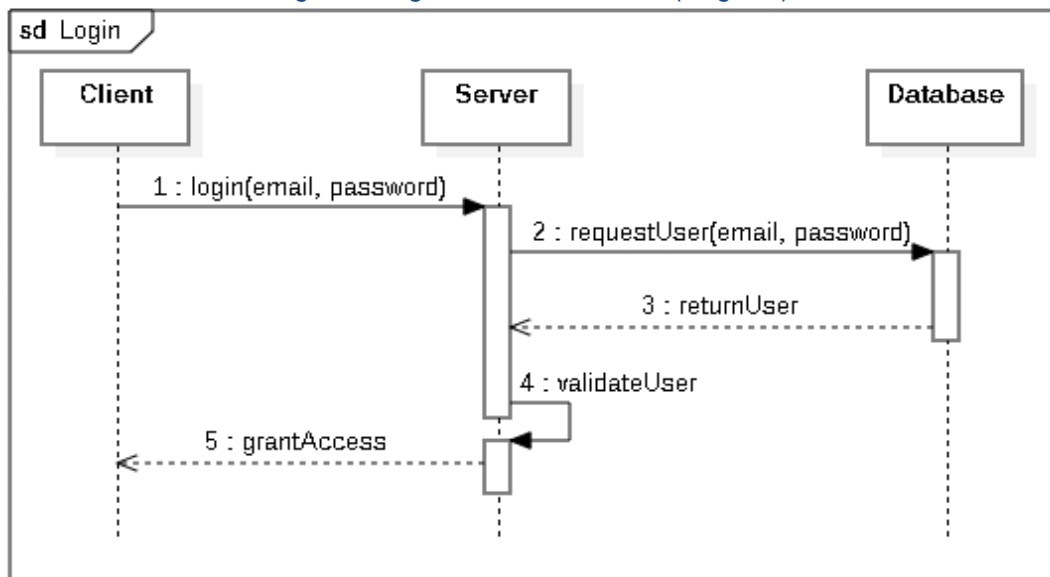 sd Login
Client
Server
Database
1 : login(email, password)
2 : requestUser(email, password)
3 : returnUser
4 : validateUser
5 : grantAccess